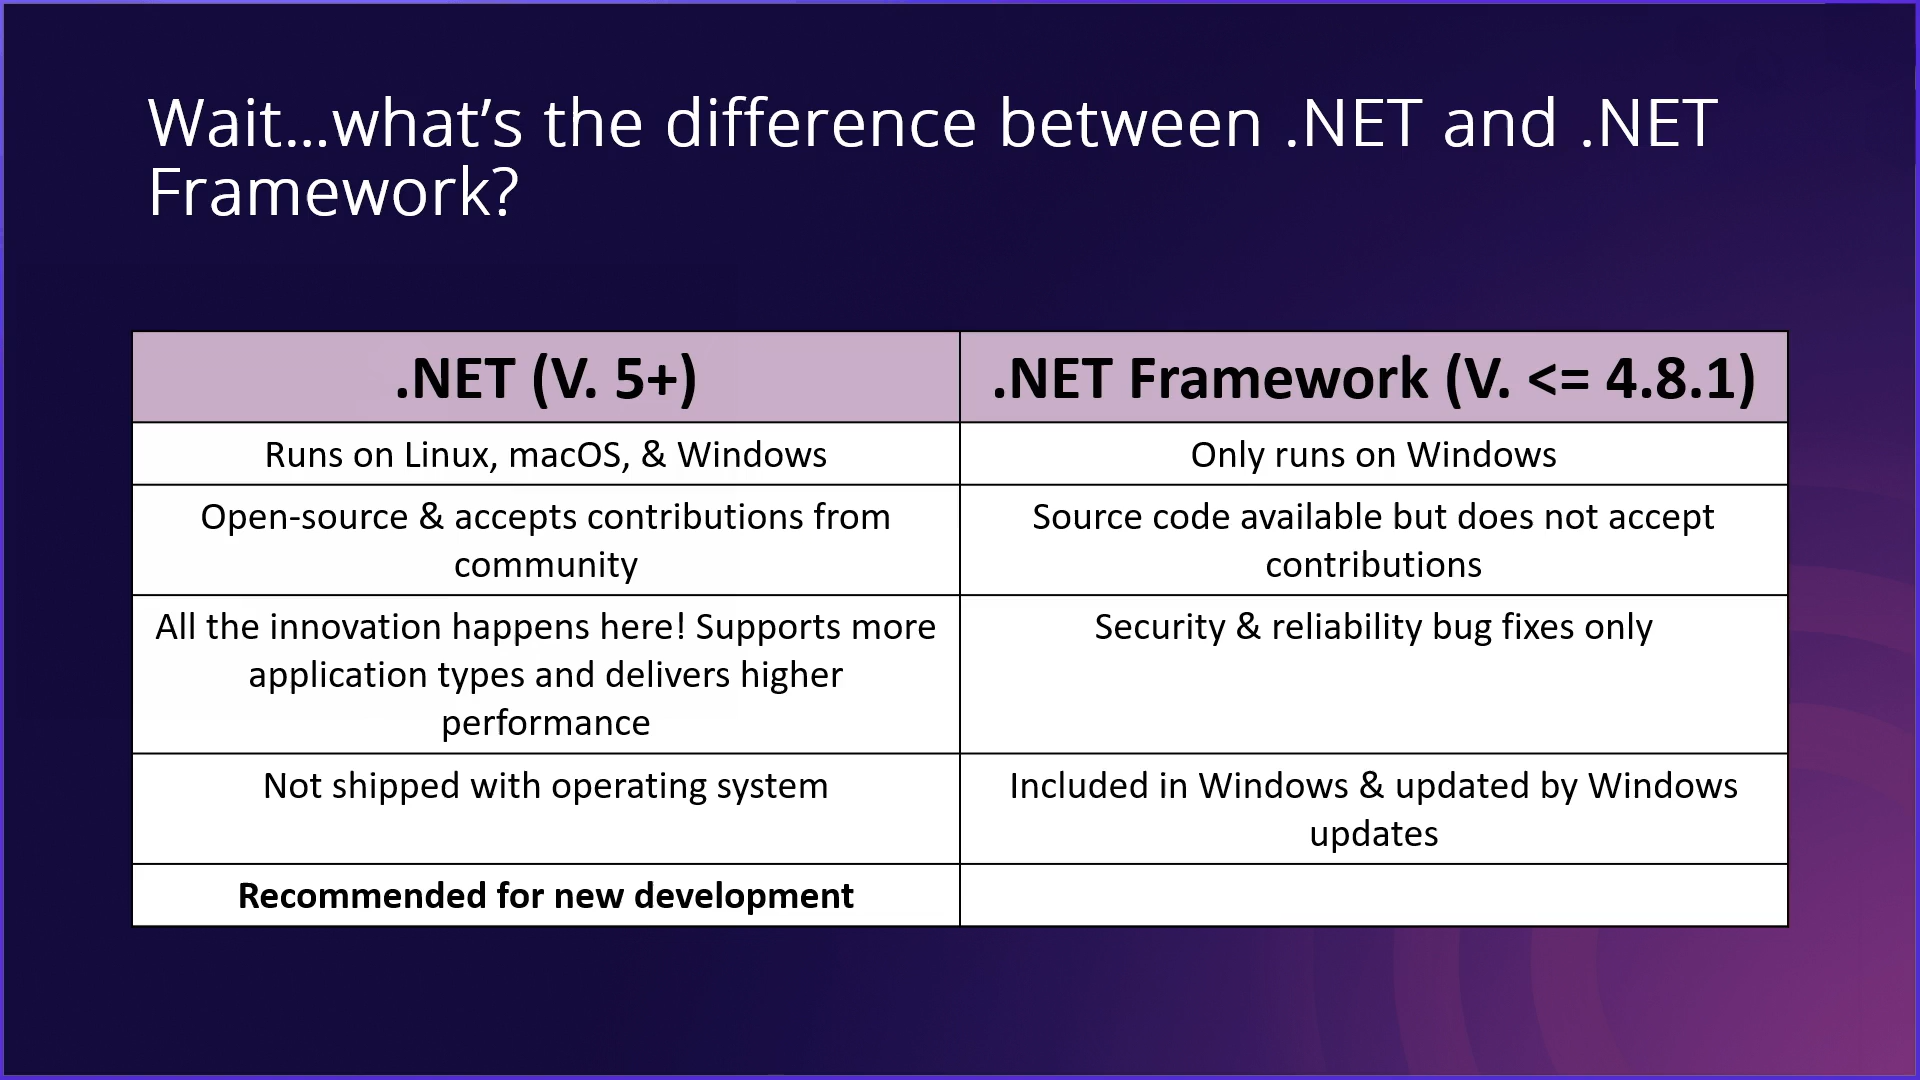 Wait...what’s the difference between .NET and .NET
Framework?
.NET (V. 5+)
.NET Framework (V. <= 4.8.1)
Runs on Linux, macOS, & Windows
Only runs on Windows
Open-source & accepts contributions from
community
Source code available but does not accept
contributions
All the innovation happens here! Supports more
application types and delivers higher
performance
Security & reliability bug fixes only
Not shipped with operating system
Included in Windows & updated by Windows
updates
Recommended for new development